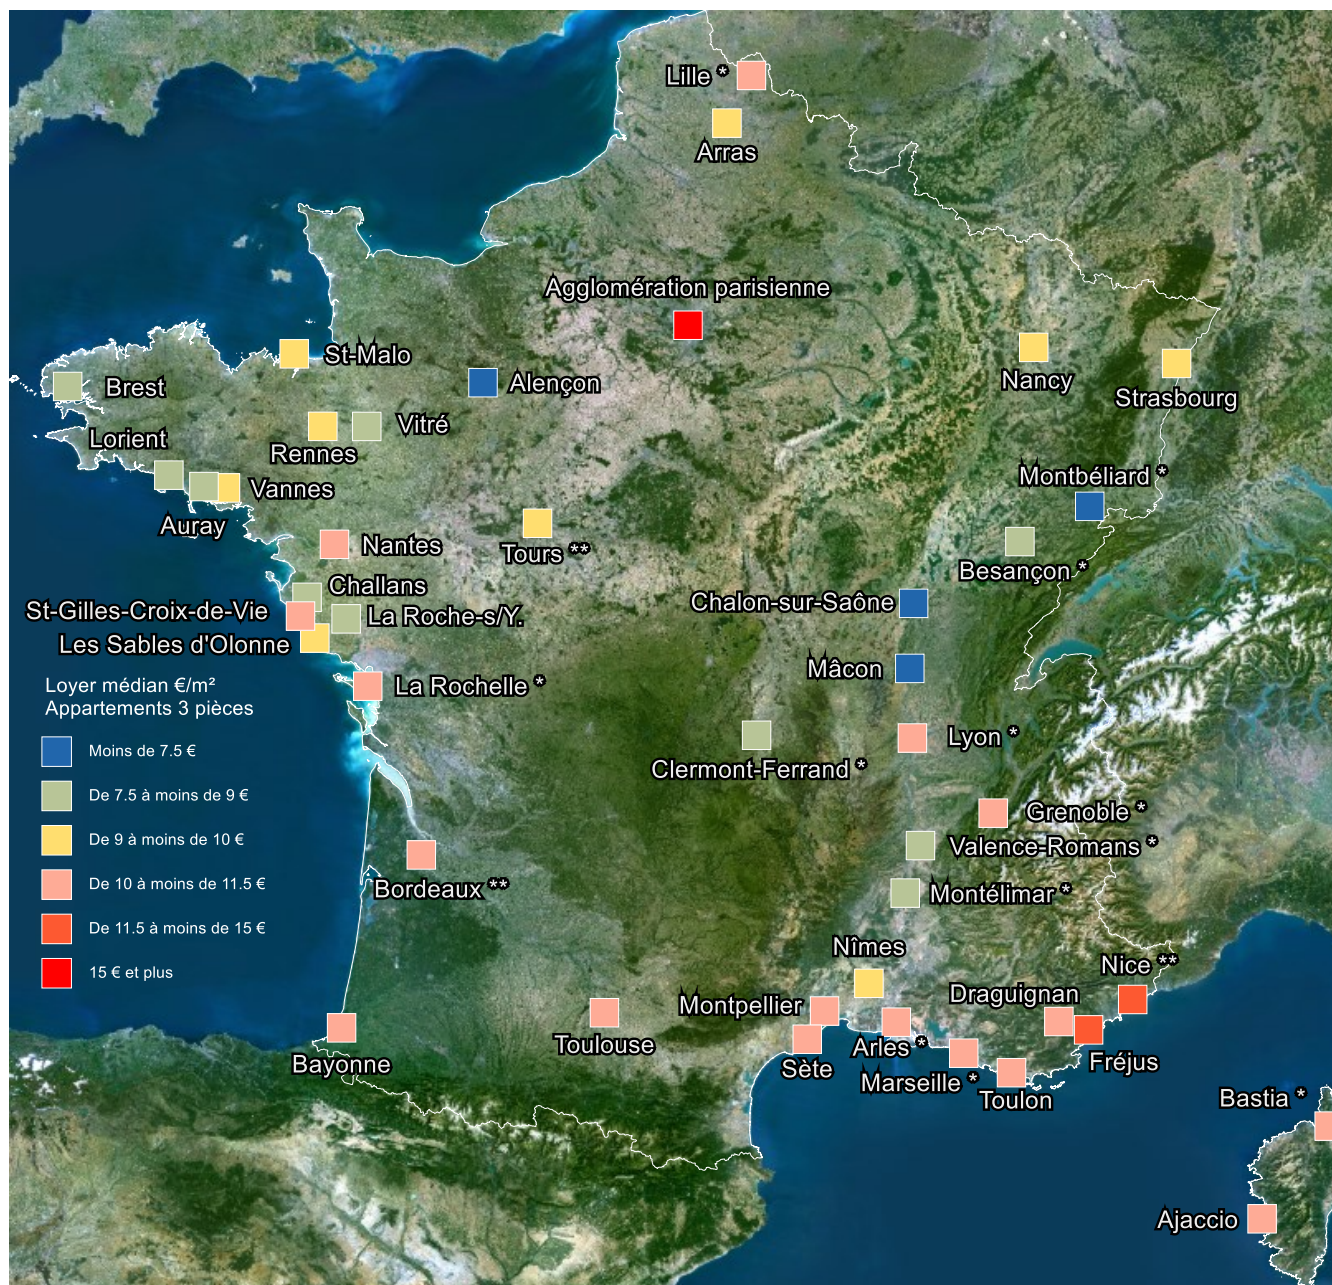 Lille *
Arras
Agglomération parisienne
St-Malo
Brest
Alençon
Nancy
Strasbourg
Lorient
Vitré
Rennes
Montbéliard *
Vannes
Auray
Nantes
Tours **
Besançon *
Challans
Chalon-sur-Saône
St-Gilles-Croix-de-Vie
La Roche-s/Y.
Les Sables d'Olonne
Mâcon
La Rochelle *
Loyer médian €/m²
Appartements 3 pièces
Moins de 7.5 €
De 7.5 à moins de 9 €
De 9 à moins de 10 €
De 10 à moins de 11.5 €
De 11.5 à moins de 15 €
15 € et plus
Lyon *
Clermont-Ferrand *
Grenoble *
Valence-Romans *
Bordeaux **
Montélimar *
Nîmes
Nice **
Draguignan
Montpellier
Toulouse
Arles *
Bayonne
Sète
Fréjus
Marseille *
Toulon
Bastia *
Ajaccio